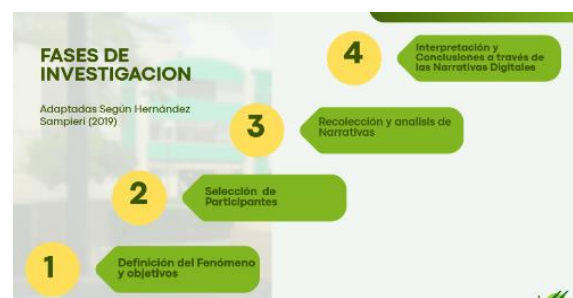 FASES DE
INVESTIGACION
Adaptadas Según Hernández
Sampieri (2019)
4
Interpretación y
Conclusiones a través de
las Narrativas Digitales
3
Recolección y analisis de
Narrativas
2
Selección de
Participantes
1
Definición del Fenómeno
y objetivos